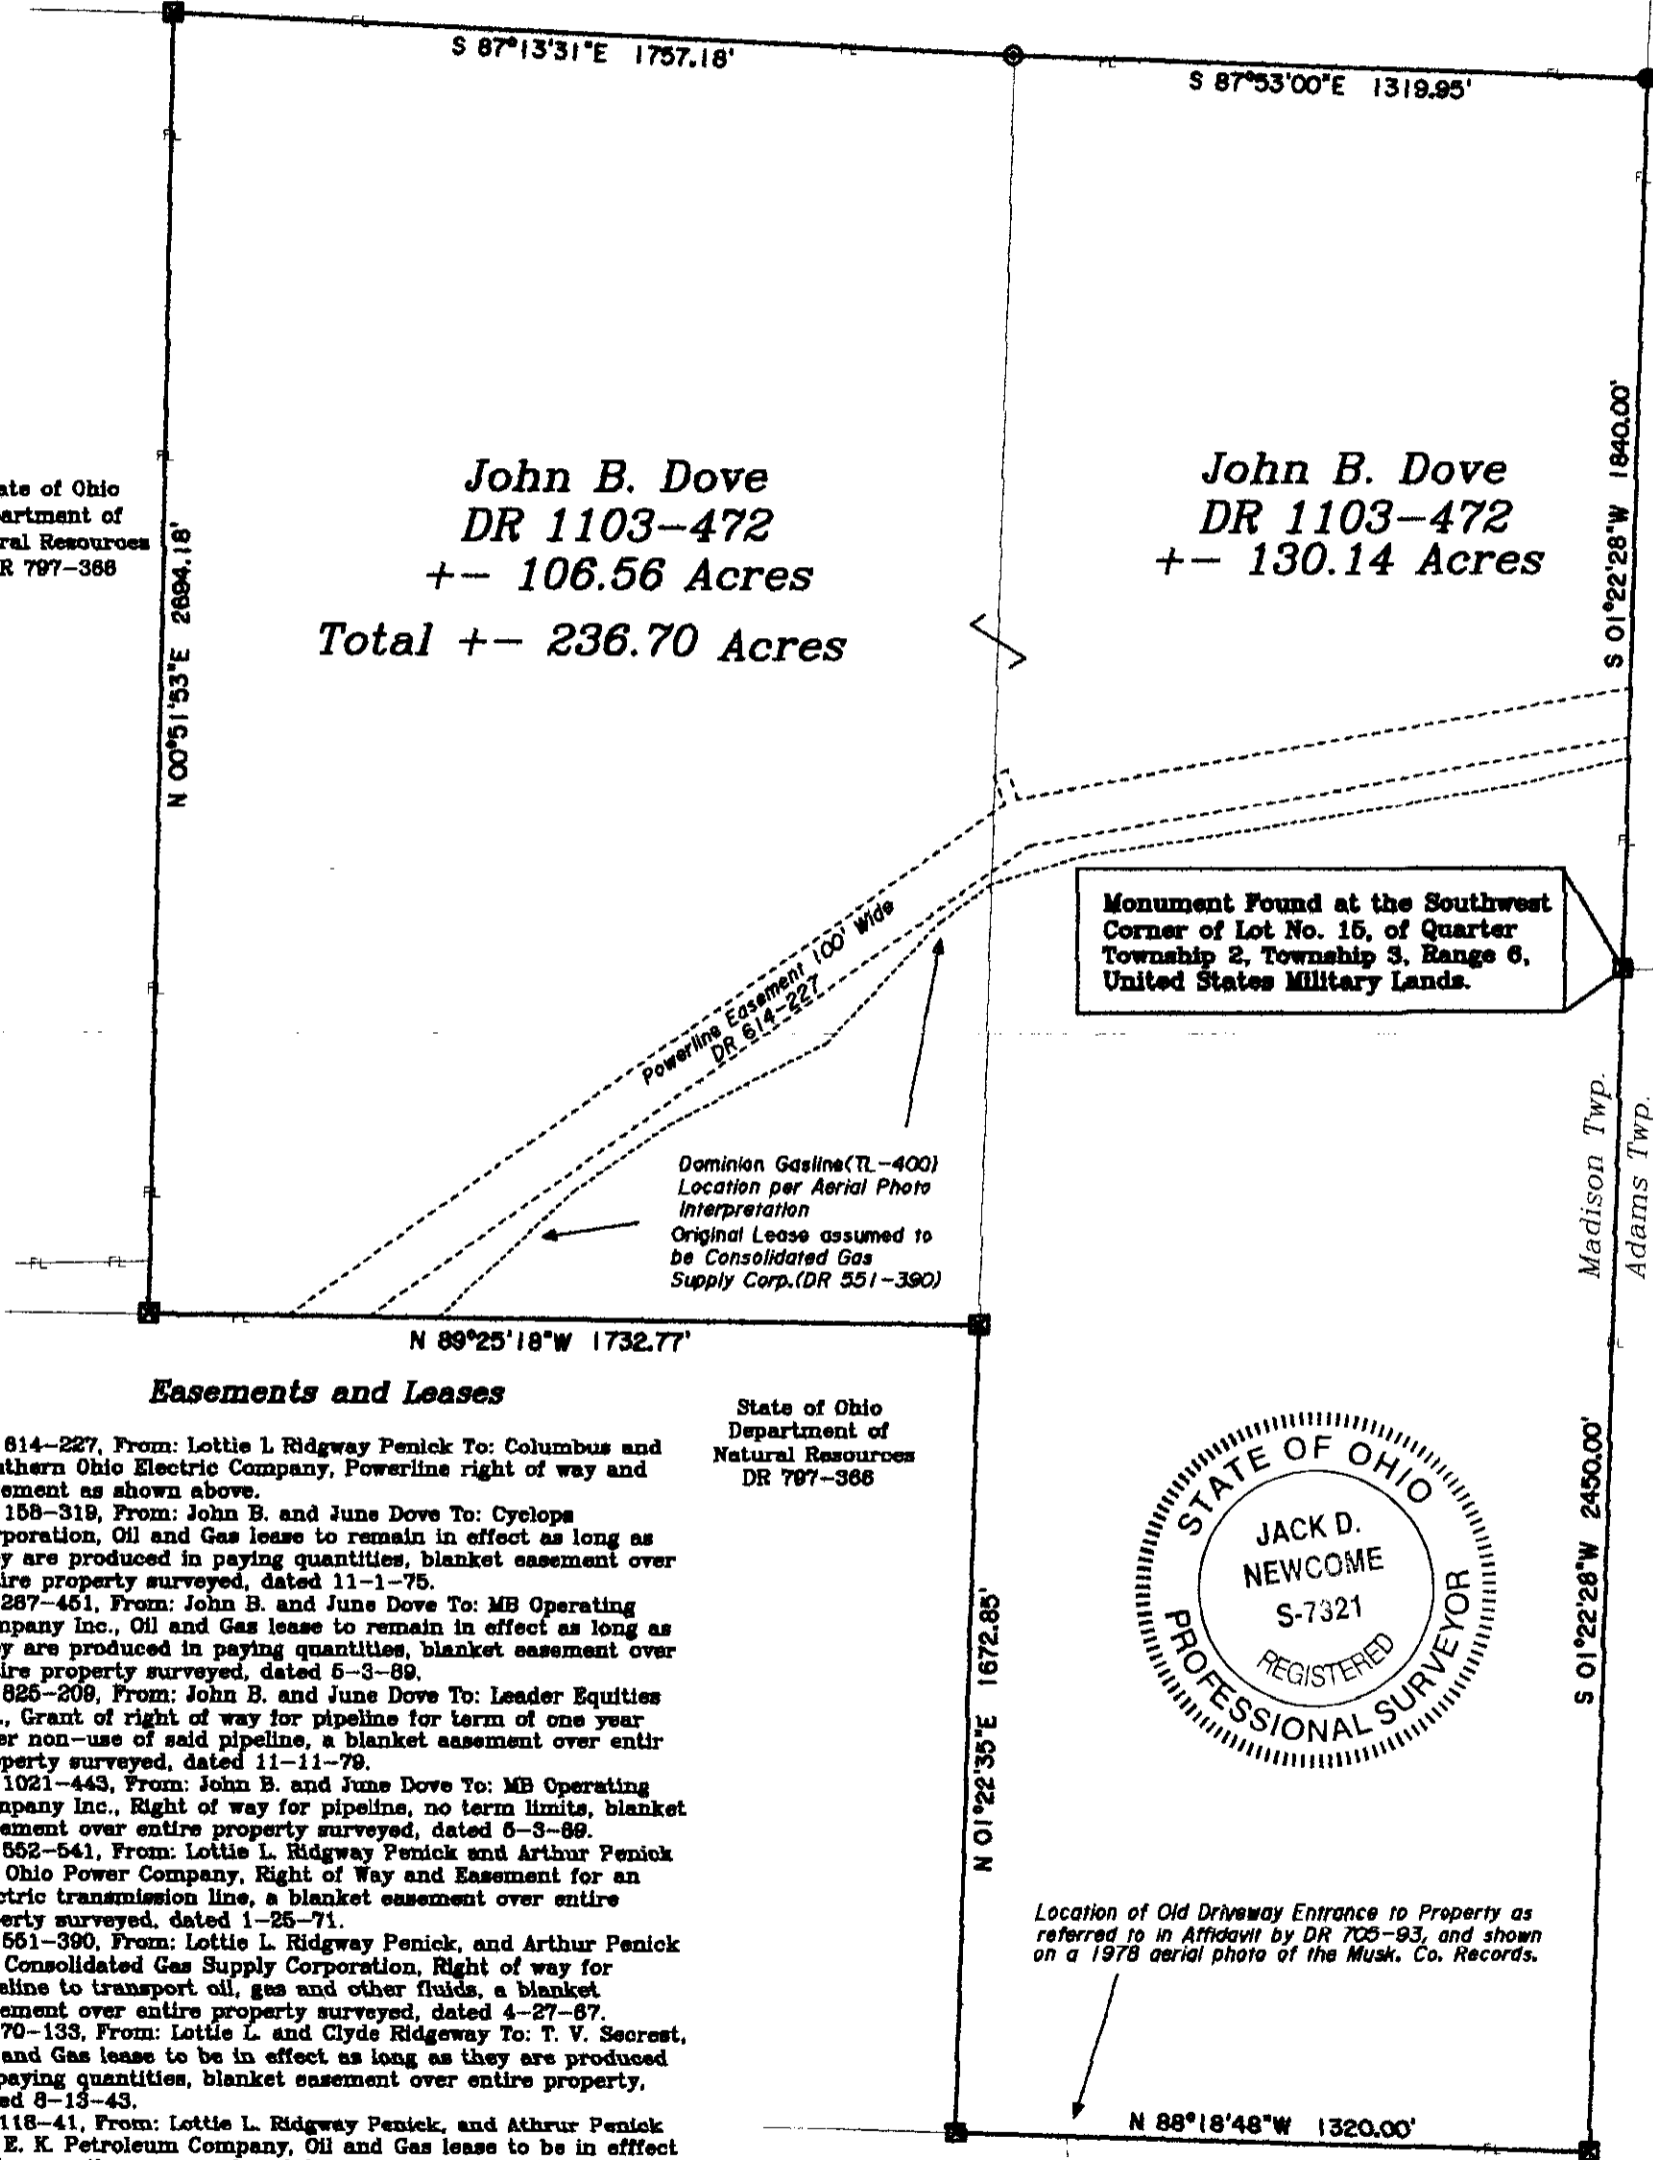 S 87°13'31"E 1757.18'
S 87°53'00"E 1319.95'
N 00°51'53"E 2694.18'
S 01°22'28"W 1840.00'
ate of Ohio
artment of
ral Resources
R 797-366
John B. Dove
DR 1103-472
+- 106.56 Acres
Total +- 236.70 Acres
John B. Dove
DR 1103-472
+- 130.14 Acres
Powerline Easement 100' Wide
DR 614-227
Monument Found at the Southwest
Corner of Lot No. 15, of Quarter
Township 2, Township 3, Range 6,
United States Military Lands.
Madison Twp.
Adams Twp.
Dominion Gasline(TL-400)
Location per Aerial Photo
Interpretation
Original Lease assumed to
be Consolidated Gas
Supply Corp.(DR 551-390)
FL FL
N 89°25'18"W 1732.77'
Easements and Leases
614-227, From: Lottie L Ridgway Penick To: Columbus and
thern Ohio Electric Company, Powerline right of way and
ement as shown above.
158-319, From: John B. and June Dove To: Cyclops
poration, Oil and Gas lease to remain in effect as long as
y are produced in paying quantities, blanket easement over
ire property surveyed, dated 11-1-75.
287-451, From: John B. and June Dove To: MB Operating
mpany Inc., Oil and Gas lease to remain in effect as long as
y are produced in paying quantities, blanket easement over
ire property surveyed, dated 5-3-89.
825-209, From: John B. and June Dove To: Leader Equities
., Grant of right of way for pipeline for term of one year
er non-use of said pipeline, a blanket easement over entir
perty surveyed, dated 11-11-79.
1021-443, From: John B. and June Dove To: MB Operating
mpany Inc., Right of way for pipeline, no term limits, blanket
ement over entire property surveyed, dated 5-3-89.
552-541, From: Lottie L. Ridgway Penick and Arthur Penick
Ohio Power Company, Right of Way and Easement for an
ctric transmission line, a blanket easement over entire
erty surveyed, dated 1-25-71.
551-390, From: Lottie L. Ridgway Penick, and Arthur Penick
Consolidated Gas Supply Corporation, Right of way for
eline to transport oil, gas and other fluids, a blanket
ement over entire property surveyed, dated 4-27-67.
70-133, From: Lottie L. and Clyde Ridgeway To: T. V. Secrest,
and Gas lease to be in effect as long as they are produced
paying quantities, blanket easement over entire property,
ed 8-13-43.
118-41, From: Lottie L. Ridgway Penick, and Athrur Penick
E. K. Petroleum Company, Oil and Gas lease to be in efffect
State of Ohio
Department of
Natural Resources
DR 797-366
STATE OF OHIO
JACK D.
NEWCOME
S-7321
REGISTERED
PROFESSIONAL SURVEYOR
N 01°22'35"E 1672.85'
S 01°22'28"W 2450.00'
Location of Old Driveway Entrance to Property as
referred to in Affidavit by DR 705-93, and shown
on a 1978 aerial photo of the Musk. Co. Records.
N 88°18'48"W 1320.00'